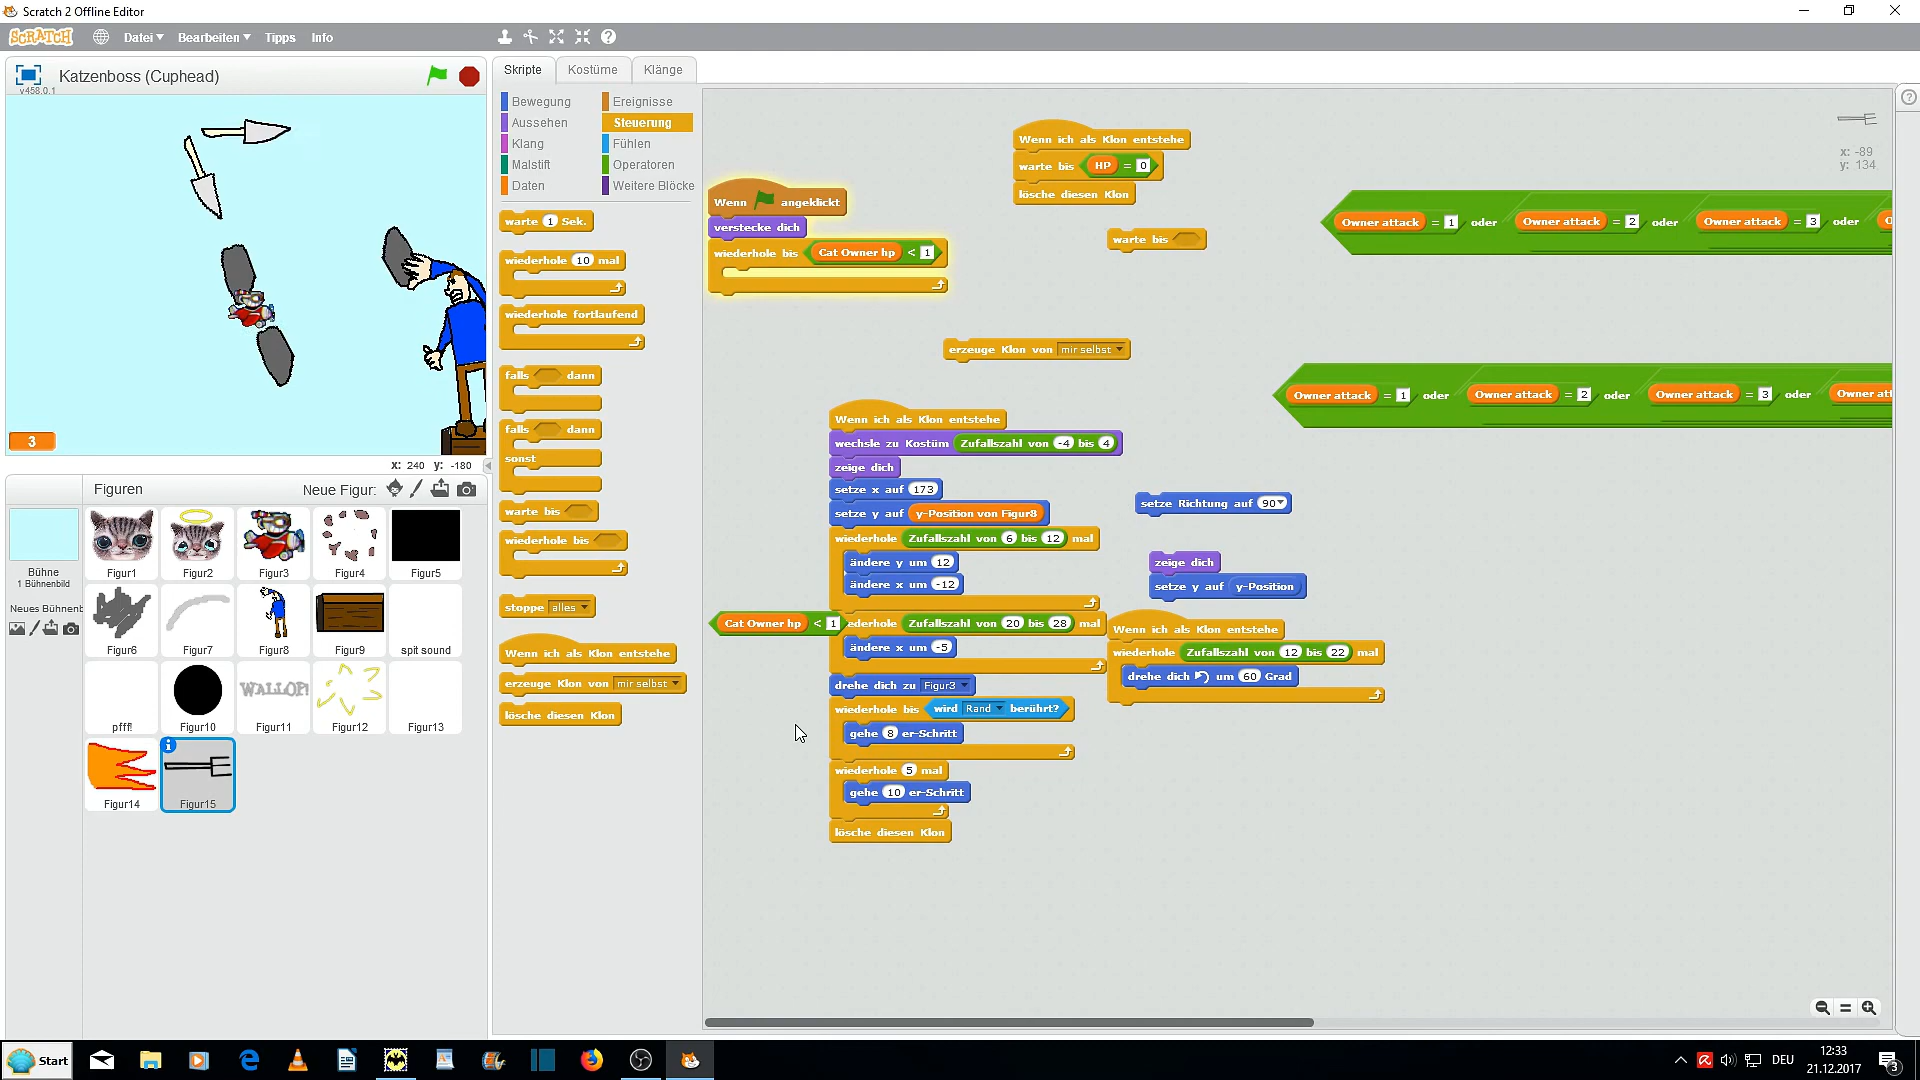 Scratch 2 Offline Editor
SCRATCH Datei Bearbeiten Tipps Info
Katzenboss (Cuphead)
v458.0.1
3
x: 240 y: -180
Figuren Neue Figur:
Bühne
1 Bühnenbild
Neues Bühnenb
Figur1 Figur2 Figur3 Figur4 Figur5
Figur6 Figur7 Figur8 Figur9 spit sound
WALLOP!
pfff! Figur10 Figur11 Figur12 Figur13
Figur14 Figur15
Skripte Kostüme Klänge
Bewegung Ereignisse
Aussehen Steuerung
Klang Fühlen
Malstift Operatoren
Daten Weitere Blöcke
warte 1 Sek.
wiederhole 10 mal
wiederhole fortlaufend
falls dann
falls dann
sonst
warte bis
wiederhole bis
stoppe alles
Wenn ich als Klon entstehe
erzeuge Klon von mir selbst
lösche diesen Klon
Wenn angeklickt
verstecke dich
wiederhole bis Cat Owner hp < 1
Wenn ich als Klon entstehe
warte bis HP = 0
lösche diesen Klon
warte bis
x: -89
y: 134
Owner attack = 1 oder Owner attack = 2 oder Owner attack = 3 oder
erzeuge Klon von mir selbst
Owner attack = 1 oder Owner attack = 2 oder Owner attack = 3 oder Owner att
Wenn ich als Klon entstehe
wechsle zu Kostüm Zufallszahl von -4 bis 4
zeige dich
setze x auf 173
setze y auf y-Position von Figur8
wiederhole Zufallszahl von 6 bis 12 mal
ändere y um 12
ändere x um -12
Cat Owner hp < 1
ederhole Zufallszahl von 20 bis 28 mal
ändere x um -5
drehe dich zu Figur3
wiederhole bis wird Rand berührt?
gehe 8 er-Schritt
wiederhole 5 mal
gehe 10 er-Schritt
lösche diesen Klon
setze Richtung auf 90
zeige dich
setze y auf y-Position
Wenn ich als Klon entstehe
wiederhole Zufallszahl von 12 bis 22 mal
drehe dich um 60 Grad
Start
DEU
12:33
21.12.2017
3